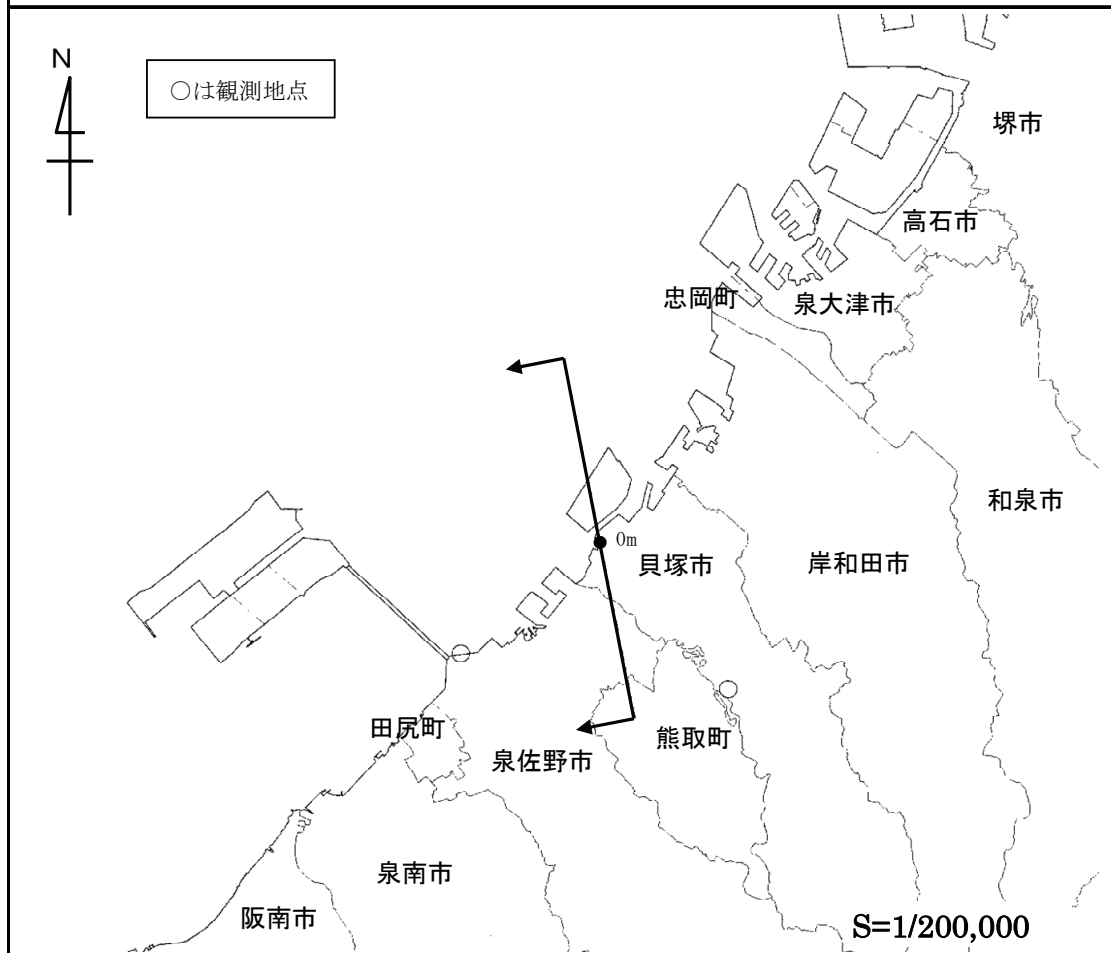 N
○は観測地点
堺市
高石市
忠岡町
泉大津市
和泉市
0m
貝塚市
岸和田市
田尻町
泉佐野市
熊取町
泉南市
阪南市
S=1/200,000